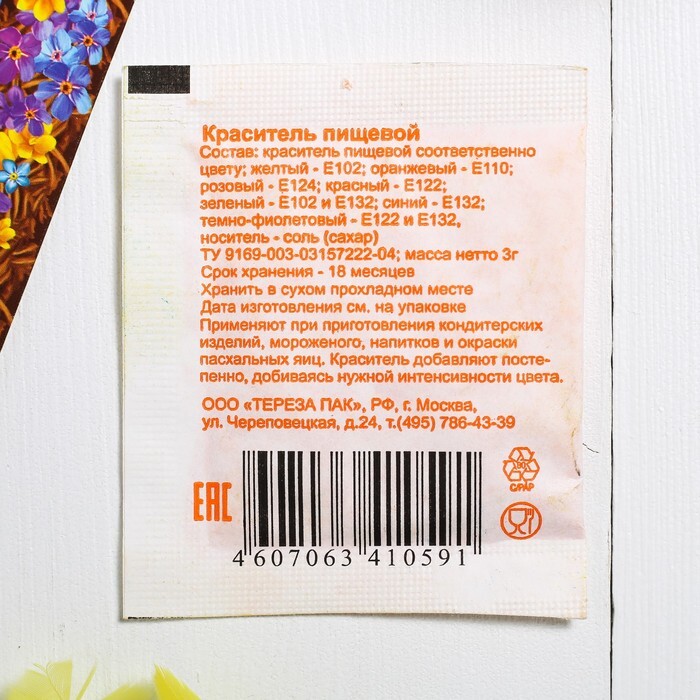 Краситель пищевой
Состав: краситель пищевой соответственно
цвету; желтый - Е102; оранжевый - Е110;
розовый - Е124; красный - Е122;
зеленый - Е102 и Е132; синий - Е132;
темно-фиолетовый - Е122 и Е132,
носитель - соль (сахар)
ТУ 9169-003-03157222-04; масса нетто 3г
Срок хранения - 18 месяцев
Хранить в сухом прохладном месте
Дата изготовления см. на упаковке
Применяют при приготовления кондитерских
изделий, мороженого, напитков и окраски
пасхальных яиц. Краситель добавляют посте-
пенно, добиваясь нужной интенсивности цвета.
ООО «ТЕРЕЗА ПАК», РФ, г. Москва,
ул. Череповецкая, д.24, т.(495) 786-43-39
EAC
C/PAP
4 607063 410591